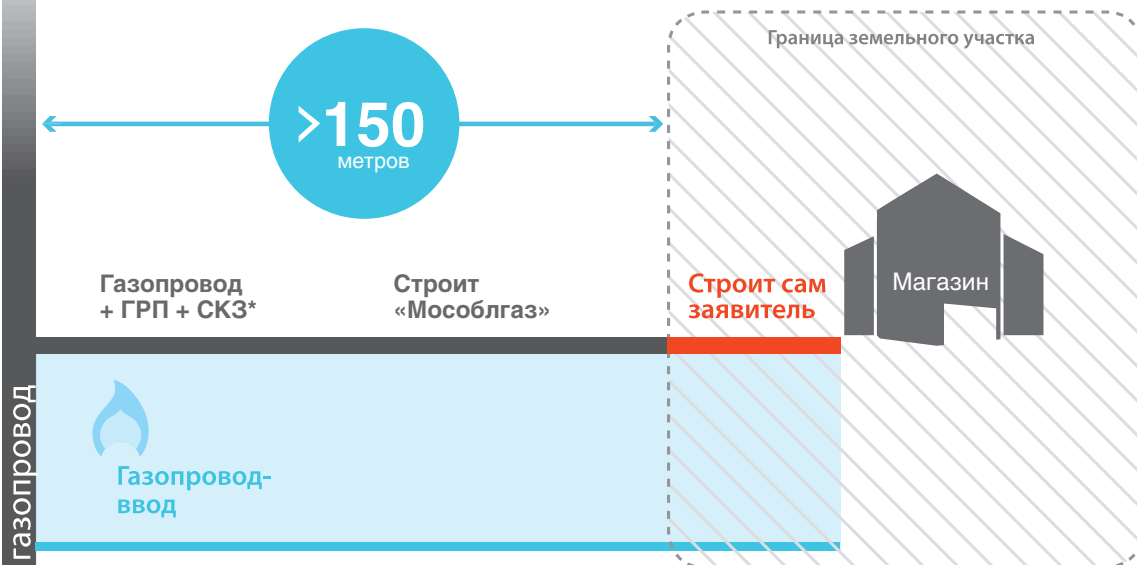 Граница земельного участка
>150
метров
Газопровод
+ ГРП + СКЗ*
Строит
«Мособлгаз»
Строит сам
заявитель
Магазин
газопровод
Газопровод-
ввод